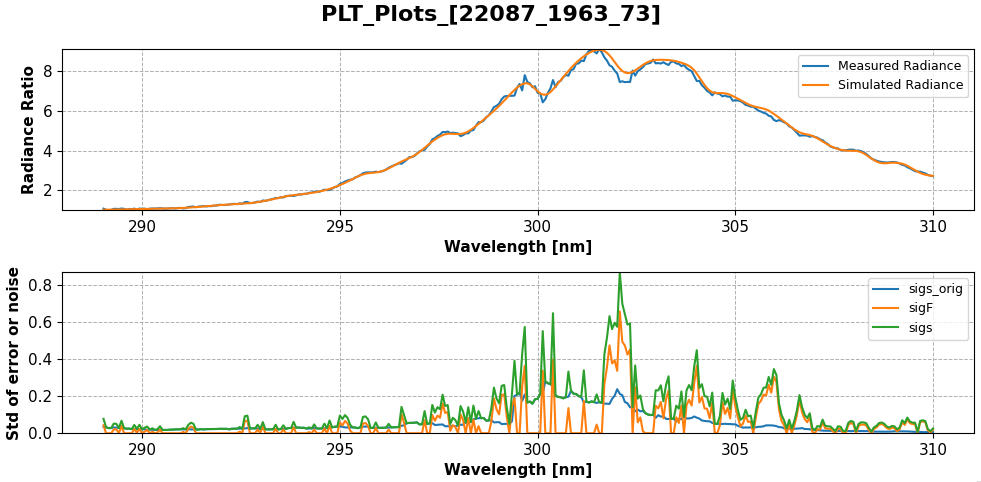 PLT_Plots_[22087_1963_73]
Radiance Ratio
8
6
4
2
Measured Radiance
Simulated Radiance
290
295
300
305
310
Wavelength [nm]
Std of error or noise
0.8
0.6
0.4
0.2
0.0
sigs_orig
sigF
sigs
290
295
300
305
310
Wavelength [nm]